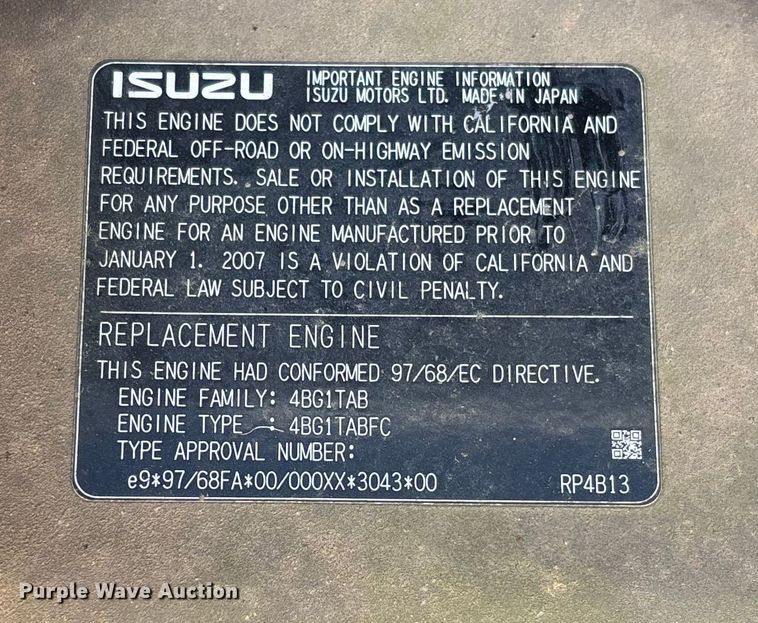 ISUZU IMPORTANT ENGINE INFORMATION
ISUZU MOTORS LTD. MADE IN JAPAN
THIS ENGINE DOES NOT COMPLY WITH CALIFORNIA AND
FEDERAL OFF-ROAD OR ON-HIGHWAY EMISSION
REQUIREMENTS. SALE OR INSTALLATION OF THIS ENGINE
FOR ANY PURPOSE OTHER THAN AS A REPLACEMENT
ENGINE FOR AN ENGINE MANUFACTURED PRIOR TO
JANUARY 1. 2007 IS A VIOLATION OF CALIFORNIA AND
FEDERAL LAW SUBJECT TO CIVIL PENALTY.
REPLACEMENT ENGINE
THIS ENGINE HAD CONFORMED 97/68/EC DIRECTIVE.
ENGINE FAMILY: 4BG1TAB
ENGINE TYPE : 4BG1TABFC
TYPE APPROVAL NUMBER:
e9*97/68FA*00/000XX*3043*00 RP4B13
Purple Wave Auction